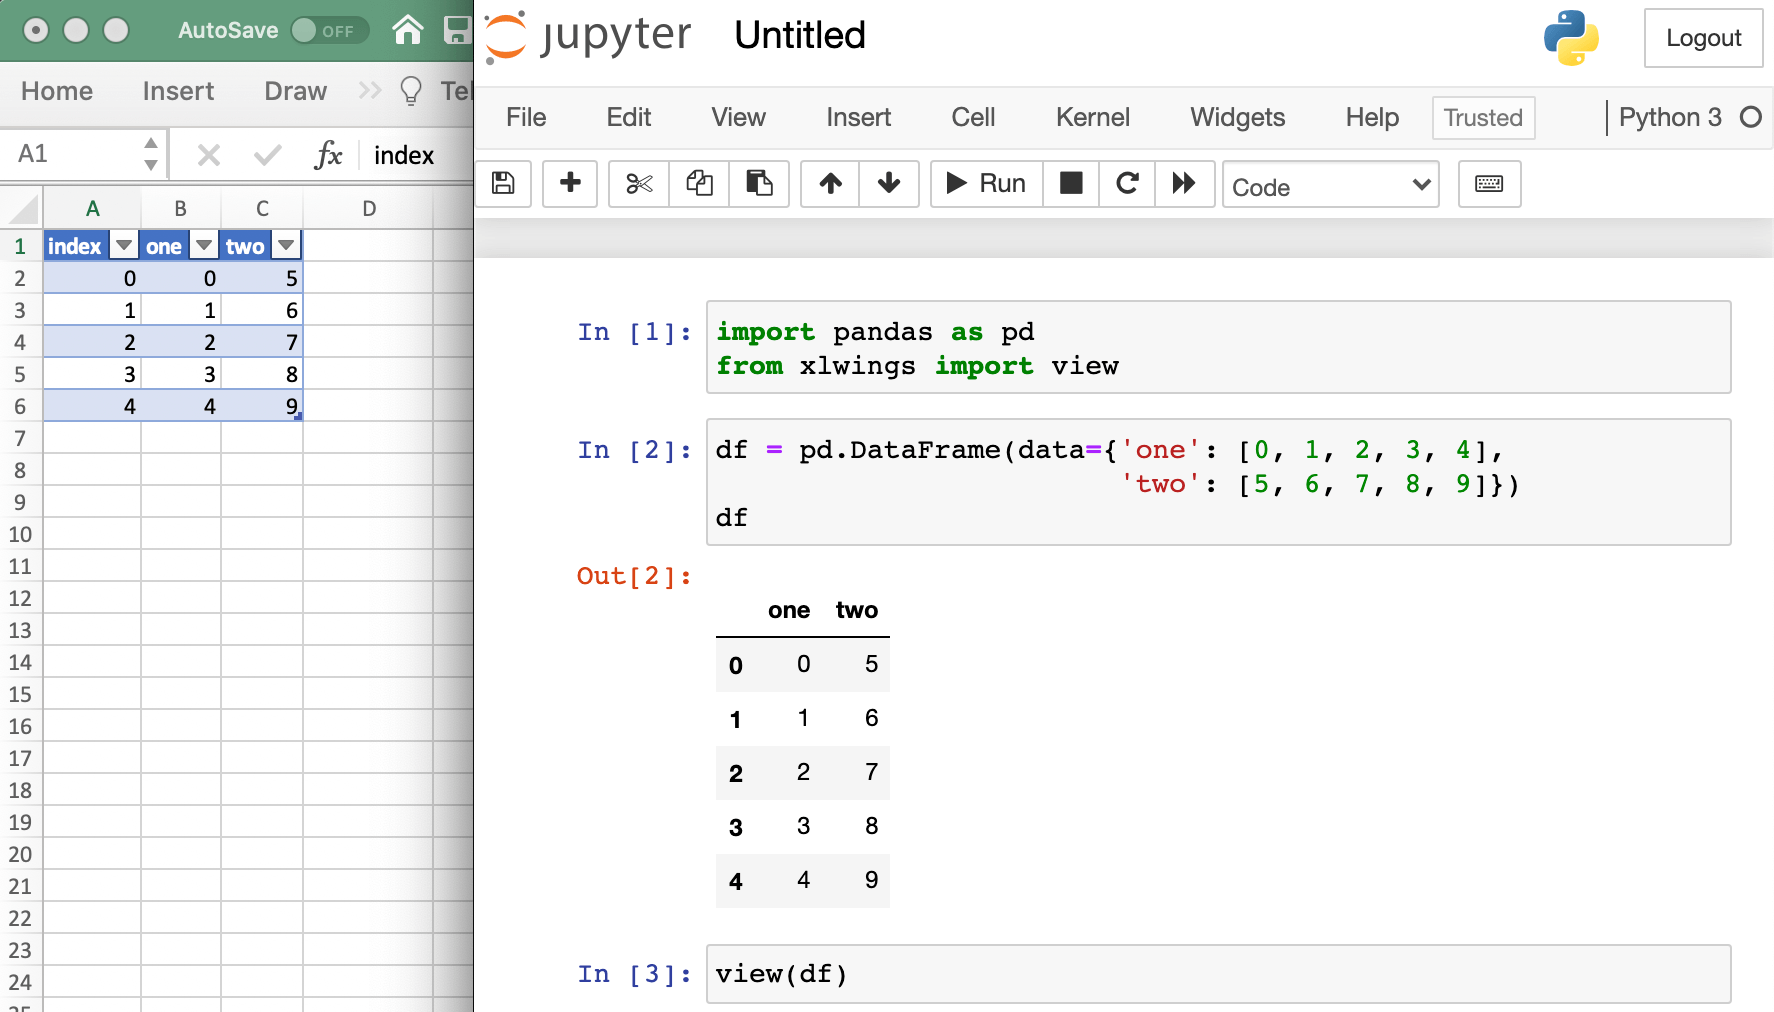 AutoSave OFF
Home Insert Draw
A1 fx index
A B C D
1 index one two
2 0 0 5
3 1 1 6
4 2 2 7
5 3 3 8
6 4 4 9
7
8
9
10
11
12
13
14
15
16
17
18
19
20
21
22
23
24
jupyter Untitled Logout
File Edit View Insert Cell Kernel Widgets Help Trusted Python 3
Run Code
In [1]: import pandas as pd
from xlwings import view
In [2]: df = pd.DataFrame(data={'one': [0, 1, 2, 3, 4],
'two': [5, 6, 7, 8, 9]})
df
Out[2]:
one two
0 0 5
1 1 6
2 2 7
3 3 8
4 4 9
In [3]: view(df)